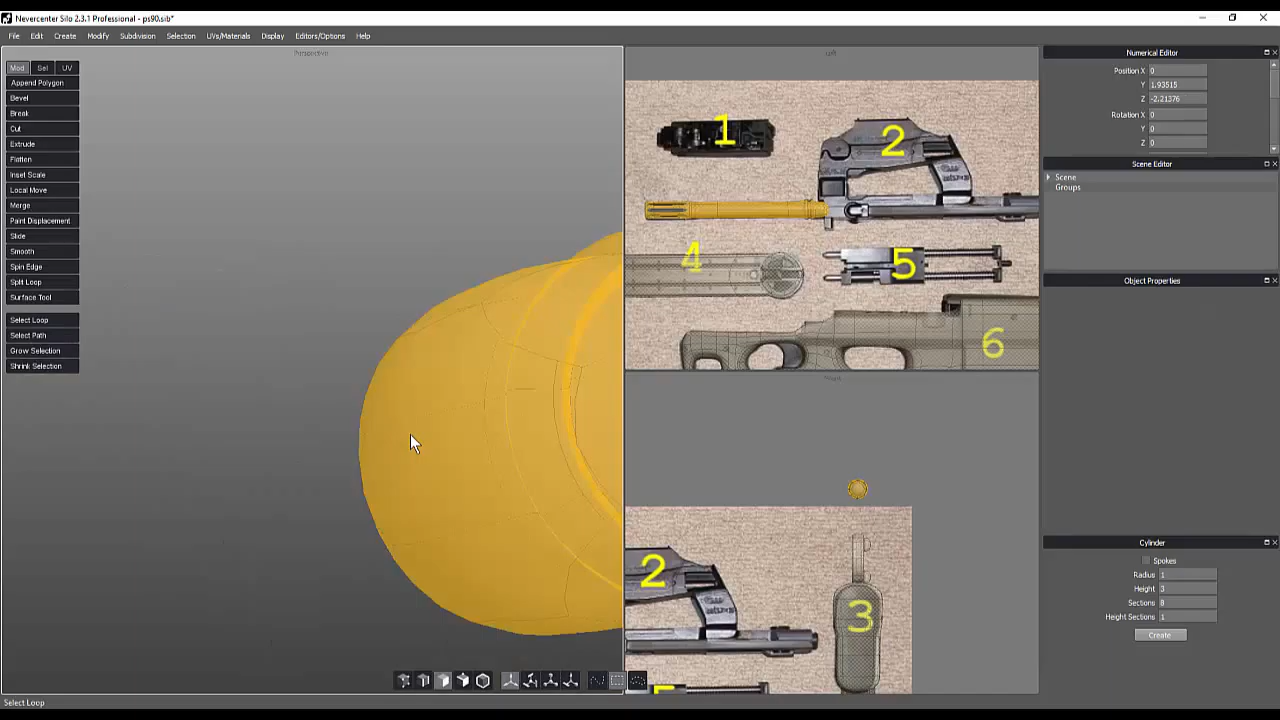 Nevercenter Silo 2.3.1 Professional - ps90.sib*
File Edit Create Modify Subdivision Selection UVs/Materials Display Editors/Options Help
Perspective
Left
Mod Sel UV
Append Polygon
Bevel
Break
Cut
Extrude
Flatten
Inset Scale
Local Move
Merge
Paint Displacement
Slide
Smooth
Spin Edge
Split Loop
Surface Tool
Select Loop
Select Path
Grow Selection
Shrink Selection
1
2
4
5
6
2
3
Numerical Editor
Position X 0
Y 1.93515
Z -2.21376
Rotation X 0
Y 0
Z 0
Scene Editor
Scene
Groups
Object Properties
Cylinder
Spokes
Radius 1
Height 3
Sections 8
Height Sections 1
Create
Select Loop